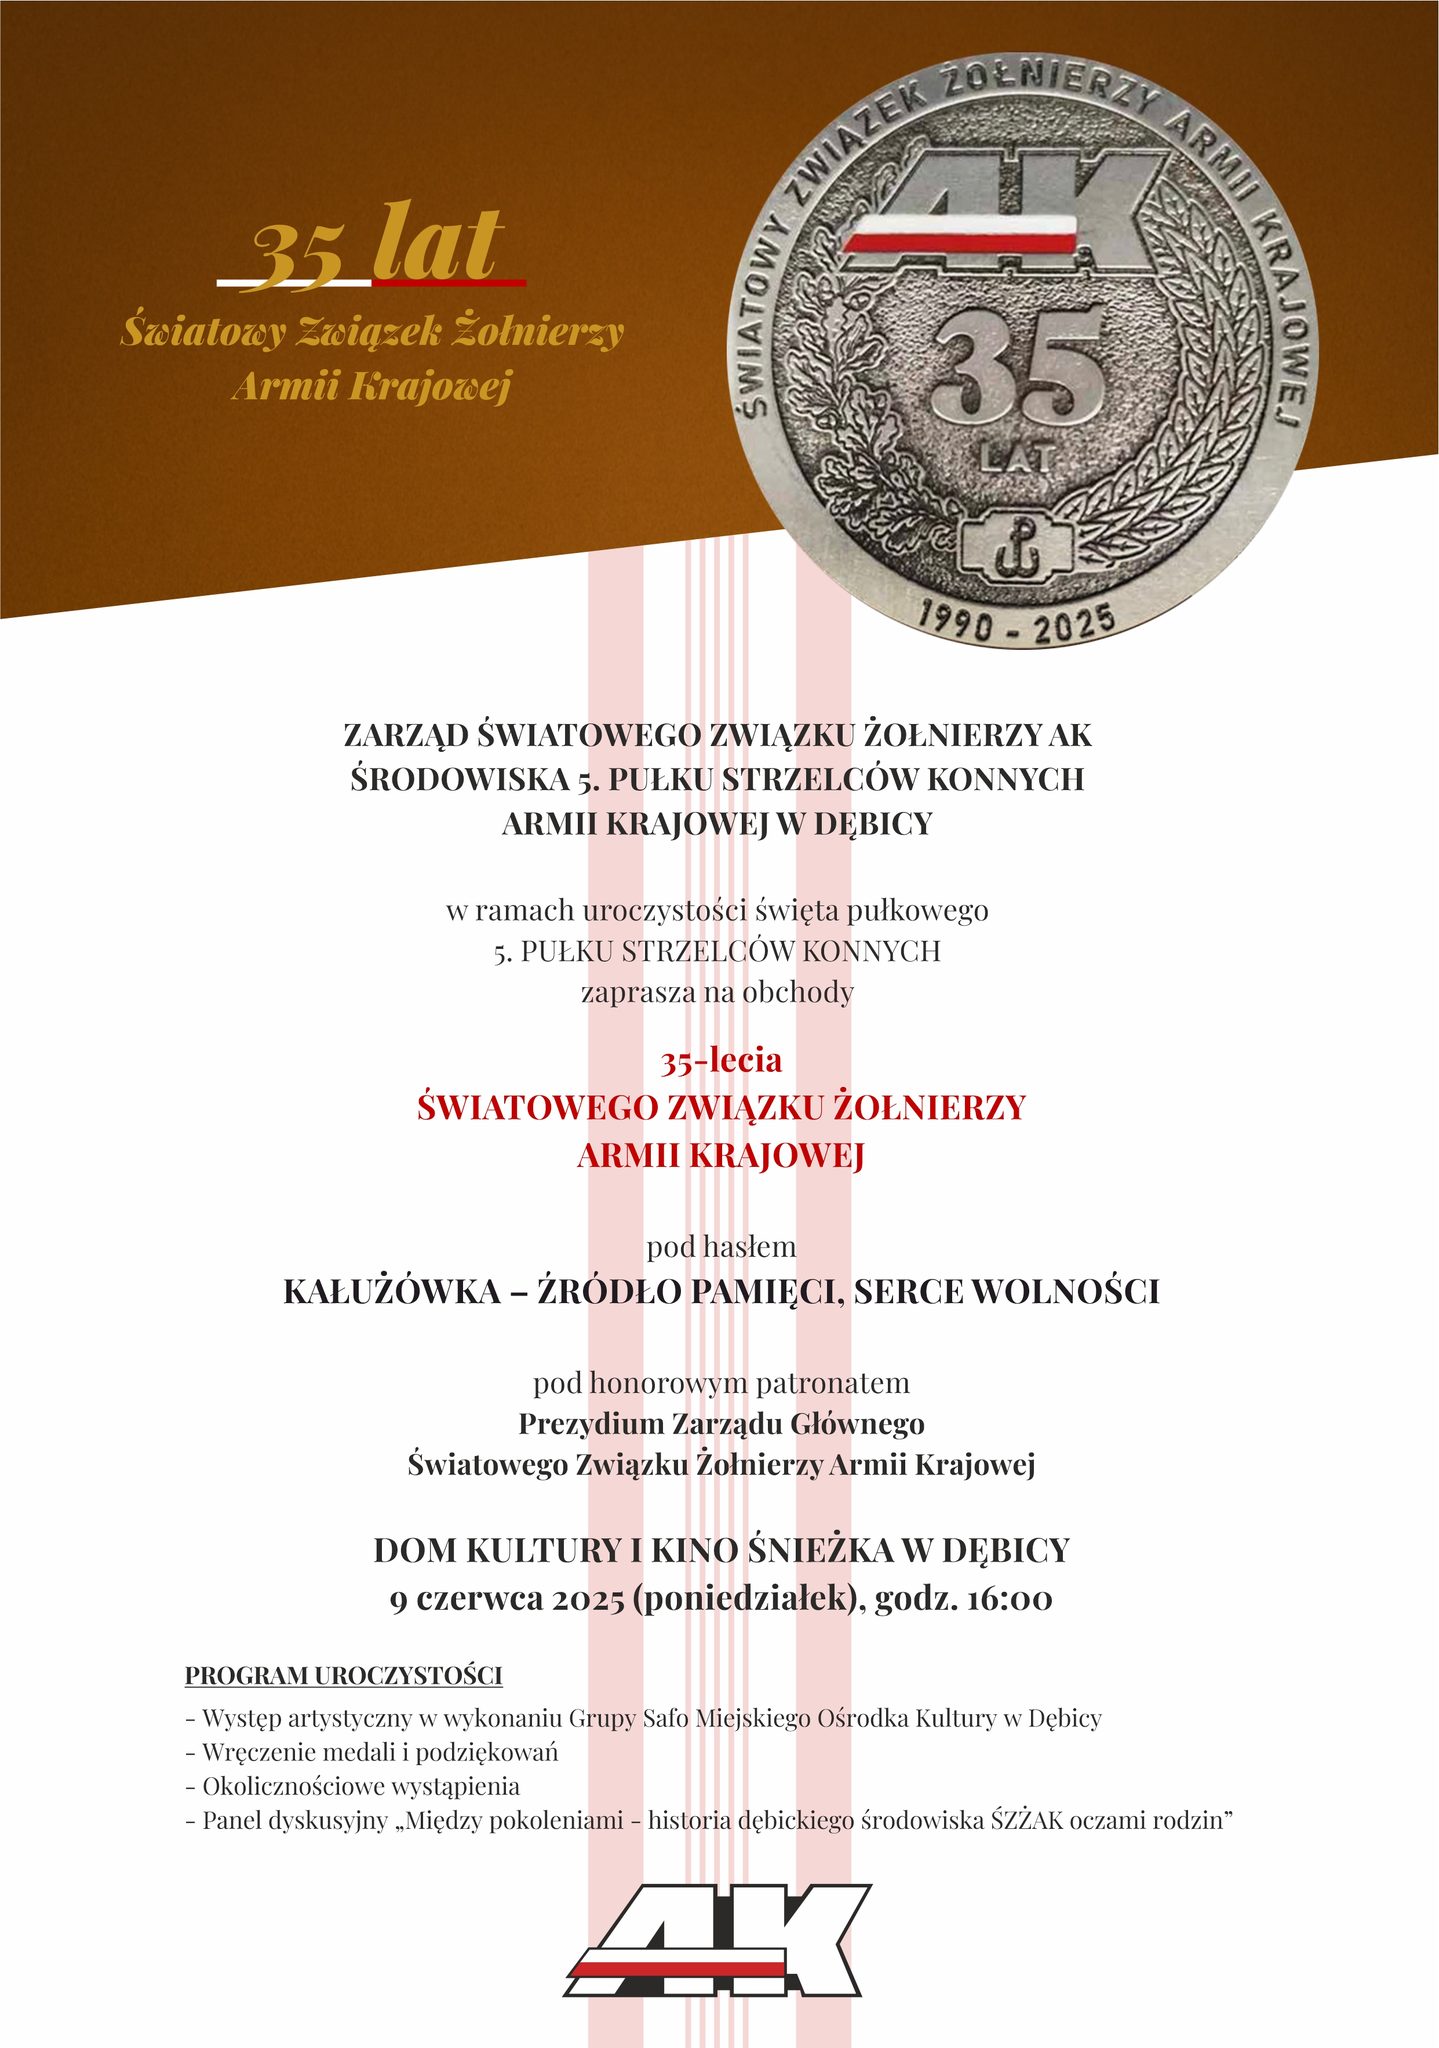 35 lat
Światowy Związek Żołnierzy
Armii Krajowej
ŚWIATOWY ZWIĄZEK ŻOŁNIERZY ARMII KRAJOWEJ
AK
35
LAT
1990 - 2025
ZARZĄD ŚWIATOWEGO ZWIĄZKU ŻOŁNIERZY AK
ŚRODOWISKA 5. PUŁKU STRZELCÓW KONNYCH
ARMII KRAJOWEJ W DĘBICY
w ramach uroczystości święta pułkowego
5. PUŁKU STRZELCÓW KONNYCH
zaprasza na obchody
35-lecia
ŚWIATOWEGO ZWIĄZKU ŻOŁNIERZY
ARMII KRAJOWEJ
pod hasłem
KAŁUŻÓWKA – ŹRÓDŁO PAMIĘCI, SERCE WOLNOŚCI
pod honorowym patronatem
Prezydium Zarządu Głównego
Światowego Związku Żołnierzy Armii Krajowej
DOM KULTURY I KINO ŚNIEŻKA W DĘBICY
9 czerwca 2025 (poniedziałek), godz. 16:00
PROGRAM UROCZYSTOŚCI
- Występ artystyczny w wykonaniu Grupy Safo Miejskiego Ośrodka Kultury w Dębicy
- Wręczenie medali i podziękowań
- Okolicznościowe wystąpienia
- Panel dyskusyjny „Między pokoleniami - historia dębickiego środowiska ŚZŻAK oczami rodzin”
AK